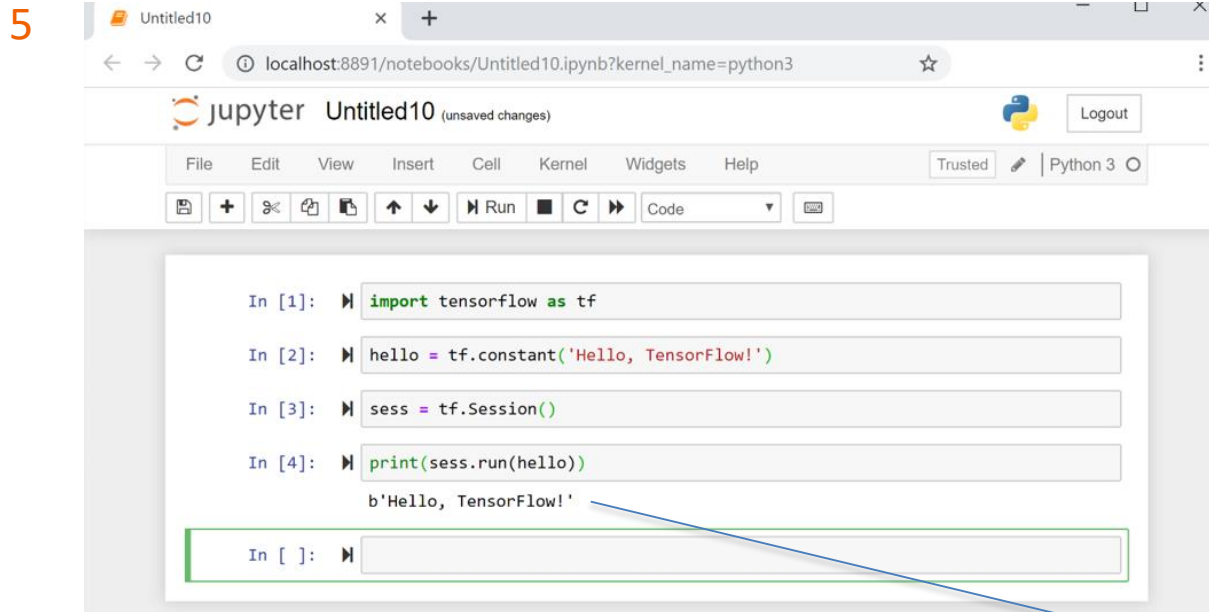 5
Untitled10
localhost:8891/notebooks/Untitled10.ipynb?kernel_name=python3
jupyter Untitled10 (unsaved changes)
Logout
File Edit View Insert Cell Kernel Widgets Help Trusted Python 3
Run Code
In [1]: import tensorflow as tf
In [2]: hello = tf.constant('Hello, TensorFlow!')
In [3]: sess = tf.Session()
In [4]: print(sess.run(hello))
b'Hello, TensorFlow!'
In [ ]: